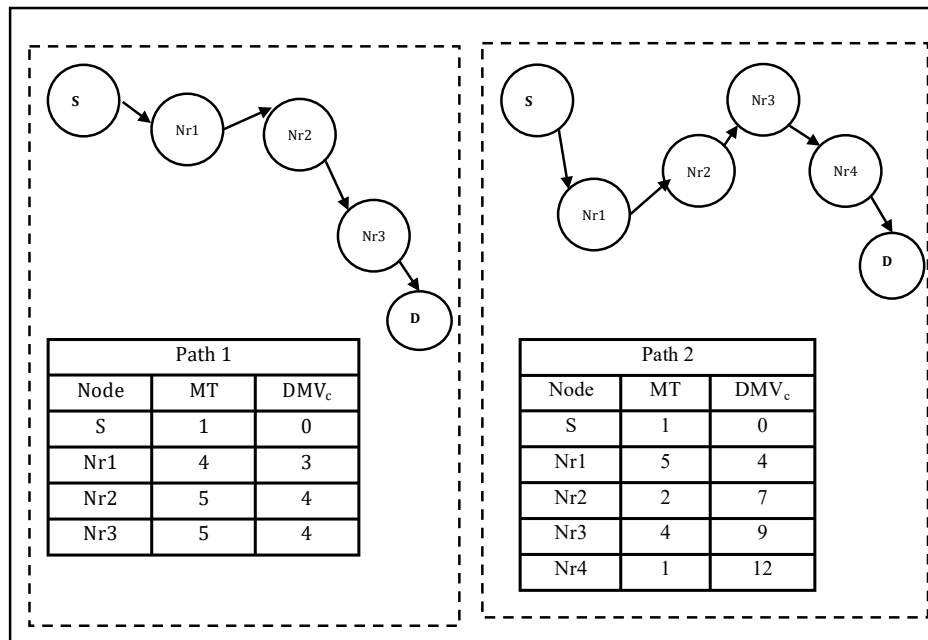 S
Nr1
Nr2
Nr3
D
Path 1
Node MT DMVc
S 1 0
Nr1 4 3
Nr2 5 4
Nr3 5 4
S
Nr1
Nr2
Nr3
Nr4
D
Path 2
Node MT DMVc
S 1 0
Nr1 5 4
Nr2 2 7
Nr3 4 9
Nr4 1 12